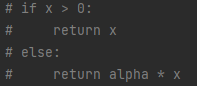 # if x > 0:
#     return x
# else:
#     return alpha * x